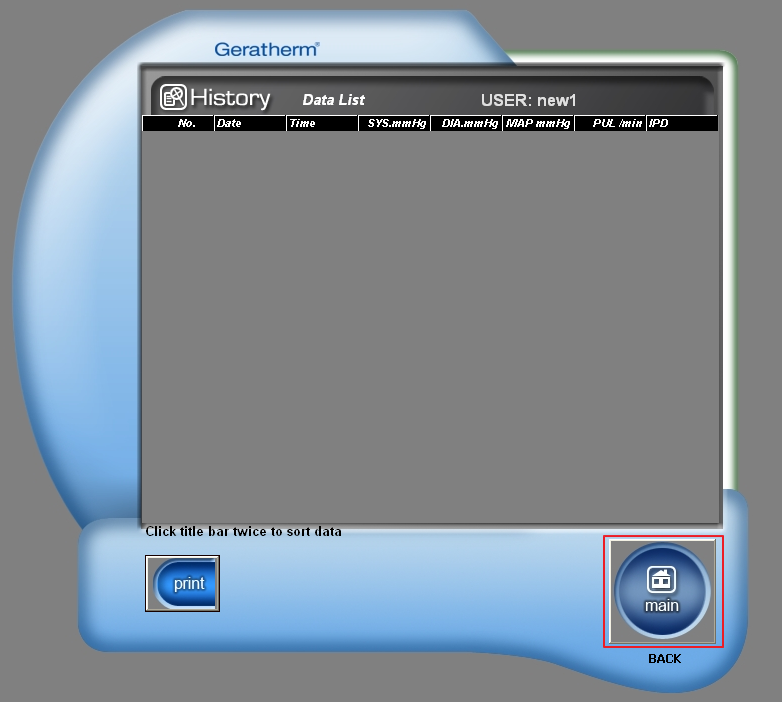 Geratherm®
History Data List USER: new1
No. Date Time SYS.mmHg DIA.mmHg MAP mmHg PUL /min IPD
Click title bar twice to sort data
print
main
BACK